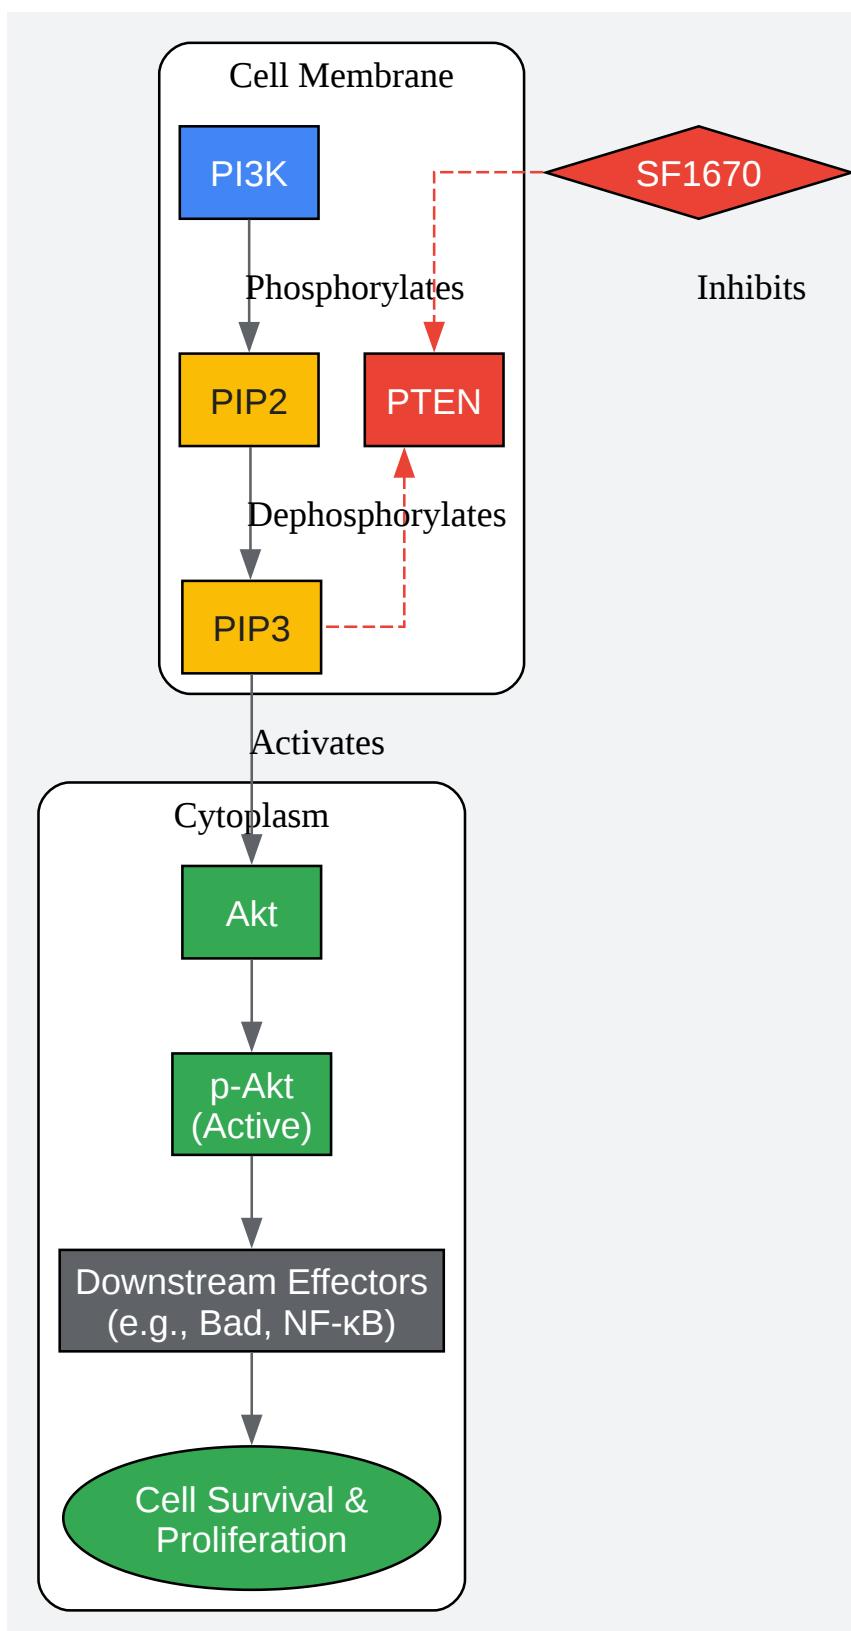 Cell Membrane
PI3K
SF1670
Phosphorylates
Inhibits
PIP2
PTEN
Dephosphorylates
PIP3
Activates
Cytoplasm
Akt
p-Akt
(Active)
Downstream Effectors
(e.g., Bad, NF-κB)
Cell Survival &
Proliferation